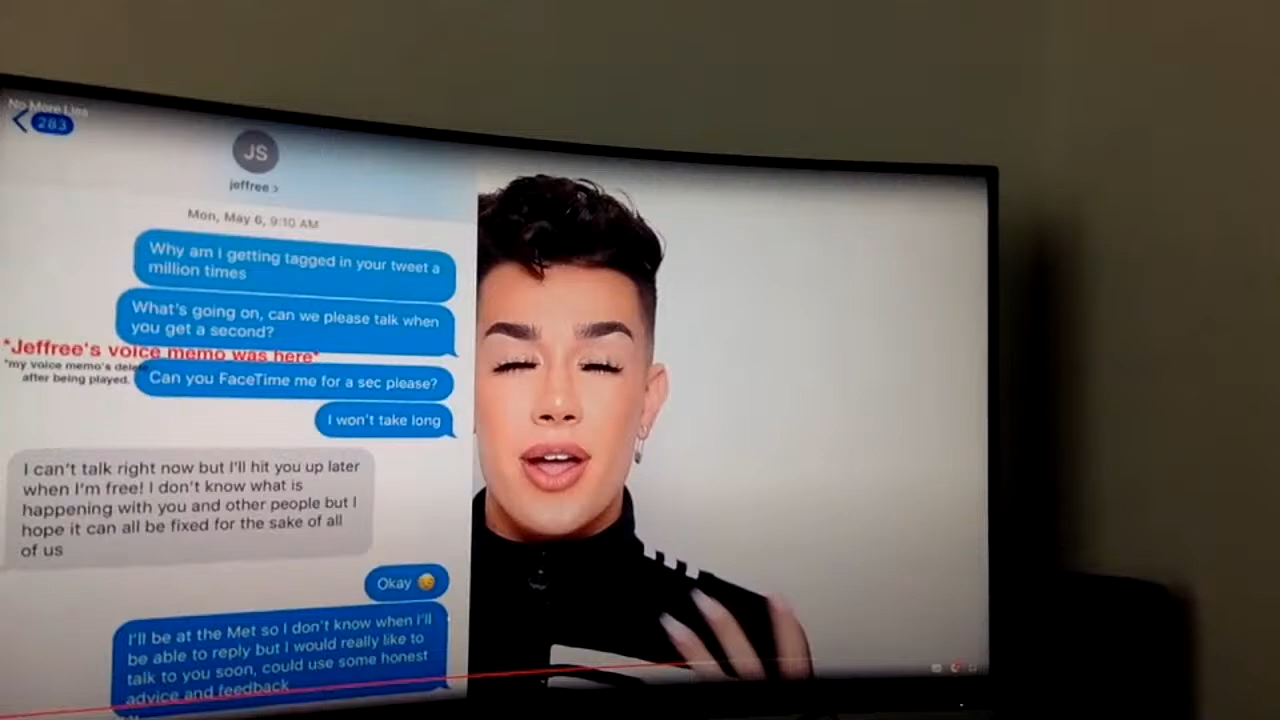 No More Lies
283
JS
jeffree >
Mon, May 6, 9:10 AM
Why am I getting tagged in your tweet a
million times
What's going on, can we please talk when
you get a second?
*Jeffree's voice memo was here*
*my voice memo's delete
after being played.
Can you FaceTime me for a sec please?
I won't take long
I can't talk right now but I'll hit you up later
when I'm free! I don't know what is
happening with you and other people but I
hope it can all be fixed for the sake of all
of us
Okay 😔
I'll be at the Met so I don't know when I'll
be able to reply but I would really like to
talk to you soon, could use some honest
advice and feedback